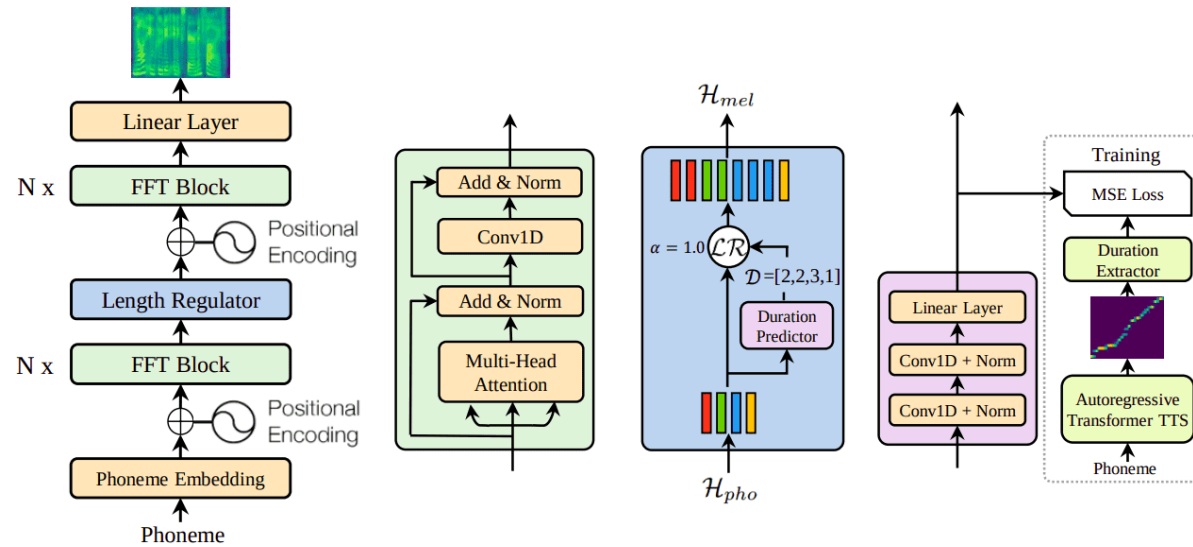 Linear Layer
N x
FFT Block
Positional
Encoding
Length Regulator
N x
FFT Block
Positional
Encoding
Phoneme Embedding
Phoneme
Add & Norm
Conv1D
Add & Norm
Multi-Head
Attention
ℋ_mel
α = 1.0
ℒℛ
𝒟=[2,2,3,1]
Duration
Predictor
ℋ_pho
Linear Layer
Conv1D + Norm
Conv1D + Norm
Training
MSE Loss
Duration
Extractor
Autoregressive
Transformer TTS
Phoneme